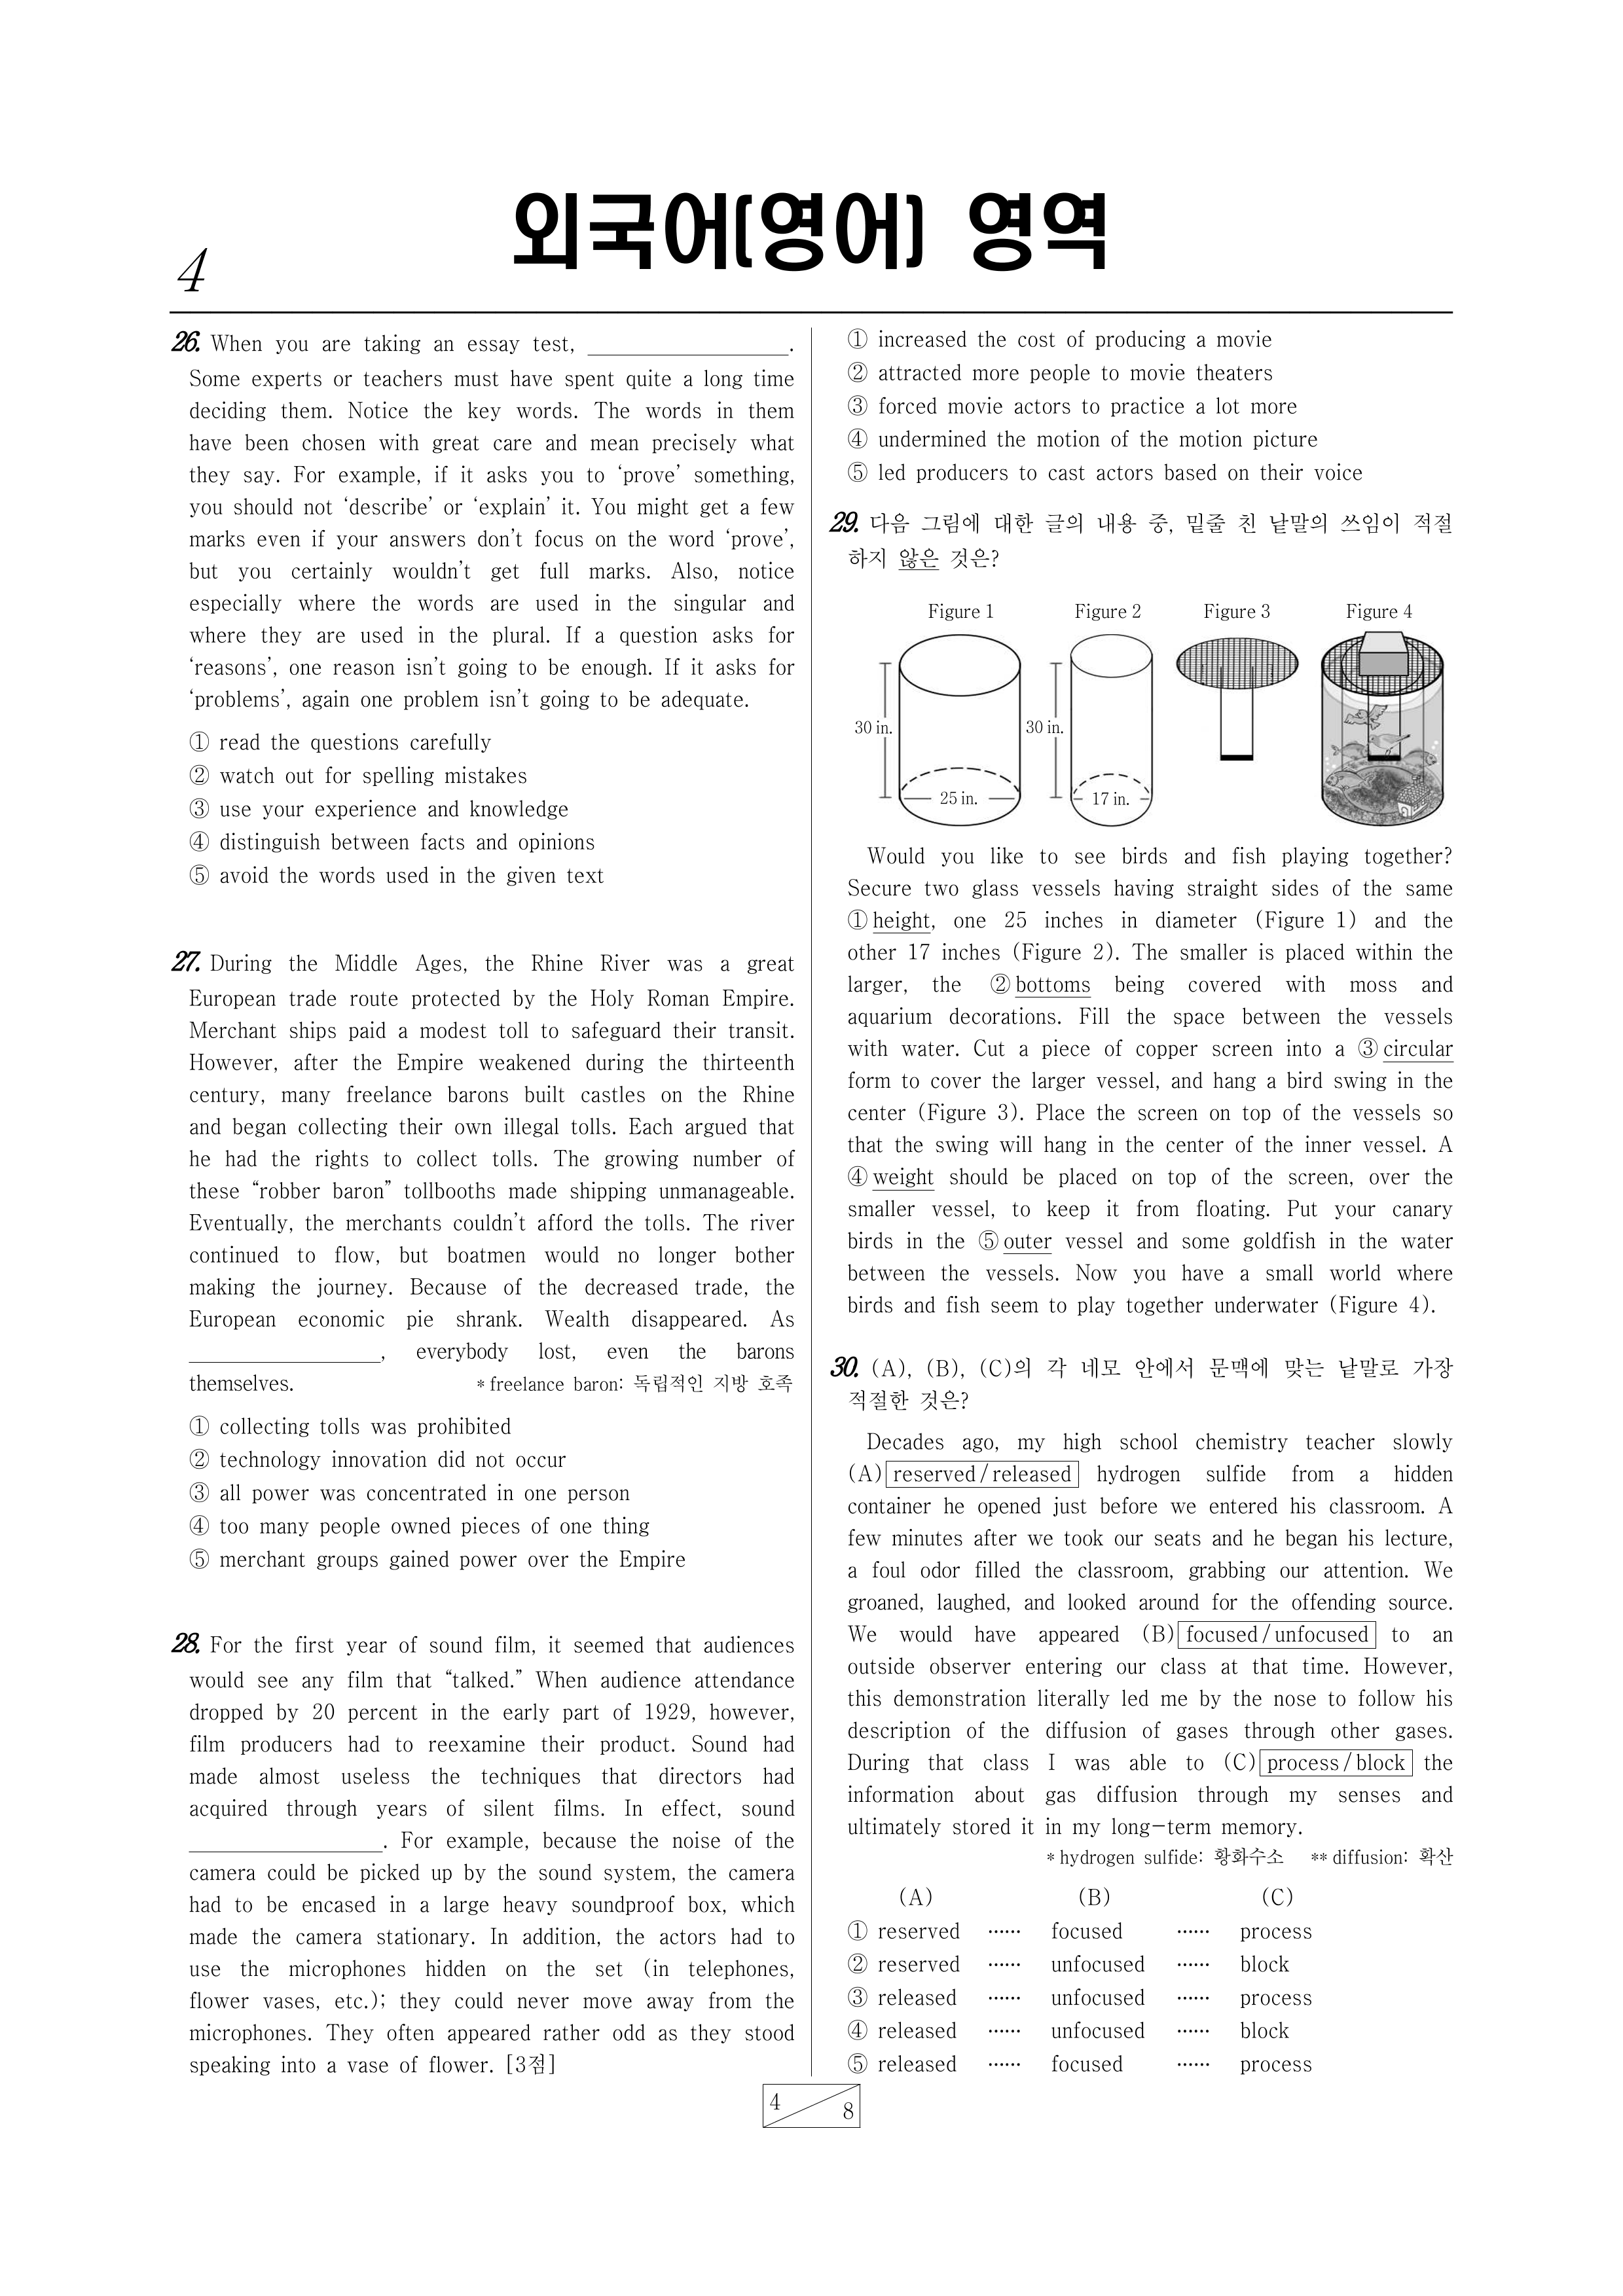 외국어(영어) 영역
4
26. When you are taking an essay test, ____________.
Some experts or teachers must have spent quite a long time
deciding them. Notice the key words. The words in them
have been chosen with great care and mean precisely what
they say. For example, if it asks you to ‘prove’ something,
you should not ‘describe’ or ‘explain’ it. You might get a few
marks even if your answers don’t focus on the word ‘prove’,
but you certainly wouldn’t get full marks. Also, notice
especially where the words are used in the singular and
where they are used in the plural. If a question asks for
‘reasons’, one reason isn’t going to be enough. If it asks for
‘problems’, again one problem isn’t going to be adequate.
① read the questions carefully
② watch out for spelling mistakes
③ use your experience and knowledge
④ distinguish between facts and opinions
⑤ avoid the words used in the given text
27. During the Middle Ages, the Rhine River was a great
European trade route protected by the Holy Roman Empire.
Merchant ships paid a modest toll to safeguard their transit.
However, after the Empire weakened during the thirteenth
century, many freelance barons built castles on the Rhine
and began collecting their own illegal tolls. Each argued that
he had the rights to collect tolls. The growing number of
these “robber baron” tollbooths made shipping unmanageable.
Eventually, the merchants couldn’t afford the tolls. The river
continued to flow, but boatmen would no longer bother
making the journey. Because of the decreased trade, the
European economic pie shrank. Wealth disappeared. As
____________, everybody lost, even the barons
themselves. * freelance baron: 독립적인 지방 호족
① collecting tolls was prohibited
② technology innovation did not occur
③ all power was concentrated in one person
④ too many people owned pieces of one thing
⑤ merchant groups gained power over the Empire
28. For the first year of sound film, it seemed that audiences
would see any film that “talked.” When audience attendance
dropped by 20 percent in the early part of 1929, however,
film producers had to reexamine their product. Sound had
made almost useless the techniques that directors had
acquired through years of silent films. In effect, sound
____________. For example, because the noise of the
camera could be picked up by the sound system, the camera
had to be encased in a large heavy soundproof box, which
made the camera stationary. In addition, the actors had to
use the microphones hidden on the set (in telephones,
flower vases, etc.); they could never move away from the
microphones. They often appeared rather odd as they stood
speaking into a vase of flower. [3점]
① increased the cost of producing a movie
② attracted more people to movie theaters
③ forced movie actors to practice a lot more
④ undermined the motion of the motion picture
⑤ led producers to cast actors based on their voice
29. 다음 그림에 대한 글의 내용 중, 밑줄 친 낱말의 쓰임이 적절
하지 않은 것은?
Figure 1 Figure 2 Figure 3 Figure 4
30 in. 30 in.
25 in. 17 in.
Would you like to see birds and fish playing together?
Secure two glass vessels having straight sides of the same
① height, one 25 inches in diameter (Figure 1) and the
other 17 inches (Figure 2). The smaller is placed within the
larger, the ② bottoms being covered with moss and
aquarium decorations. Fill the space between the vessels
with water. Cut a piece of copper screen into a ③ circular
form to cover the larger vessel, and hang a bird swing in the
center (Figure 3). Place the screen on top of the vessels so
that the swing will hang in the center of the inner vessel. A
④ weight should be placed on top of the screen, over the
smaller vessel, to keep it from floating. Put your canary
birds in the ⑤ outer vessel and some goldfish in the water
between the vessels. Now you have a small world where
birds and fish seem to play together underwater (Figure 4).
30. (A), (B), (C)의 각 네모 안에서 문맥에 맞는 낱말로 가장
적절한 것은?
Decades ago, my high school chemistry teacher slowly
(A) reserved / released hydrogen sulfide from a hidden
container he opened just before we entered his classroom. A
few minutes after we took our seats and he began his lecture,
a foul odor filled the classroom, grabbing our attention. We
groaned, laughed, and looked around for the offending source.
We would have appeared (B) focused / unfocused to an
outside observer entering our class at that time. However,
this demonstration literally led me by the nose to follow his
description of the diffusion of gases through other gases.
During that class I was able to (C) process / block the
information about gas diffusion through my senses and
ultimately stored it in my long-term memory.
* hydrogen sulfide: 황화수소 ** diffusion: 확산
(A) (B) (C)
① reserved ······ focused ······ process
② reserved ······ unfocused ······ block
③ released ······ unfocused ······ process
④ released ······ unfocused ······ block
⑤ released ······ focused ······ process
4 8